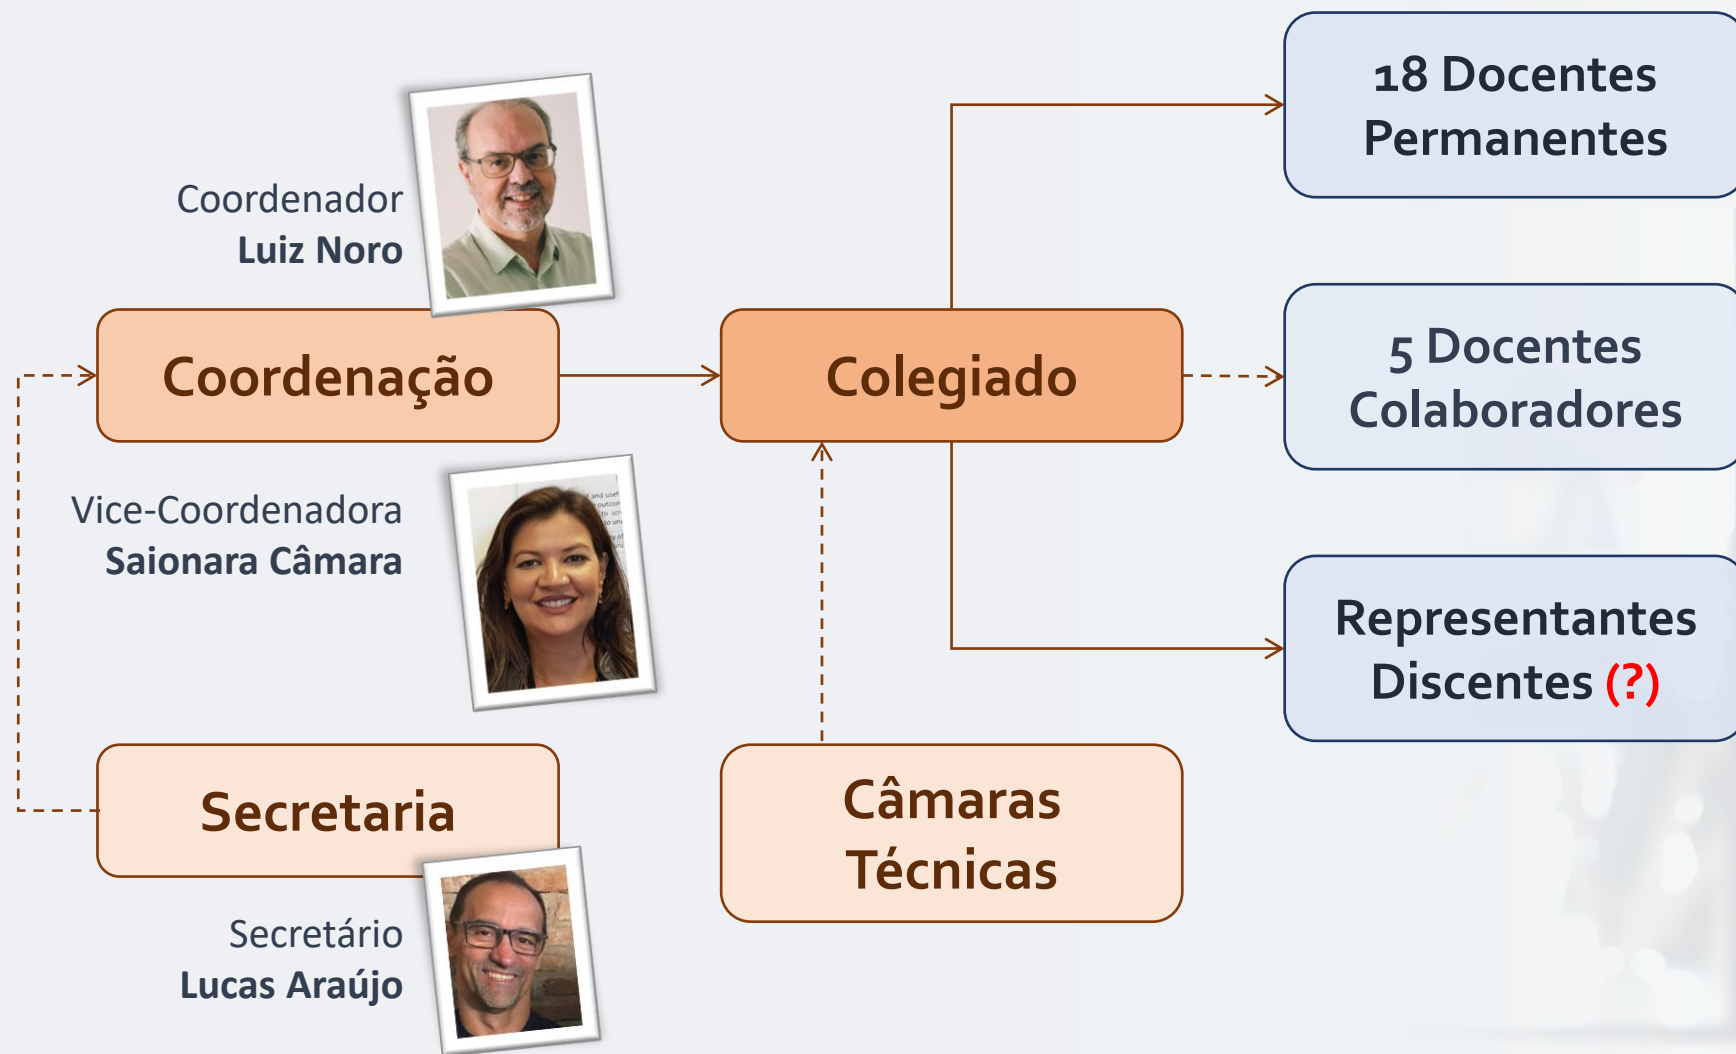 Coordenador
Luiz Noro
Coordenação
Vice-Coordenadora
Saionara Câmara
Secretaria
Secretário
Lucas Araújo
Colegiado
Câmaras
Técnicas
18 Docentes
Permanentes
5 Docentes
Colaboradores
Representantes
Discentes (?)